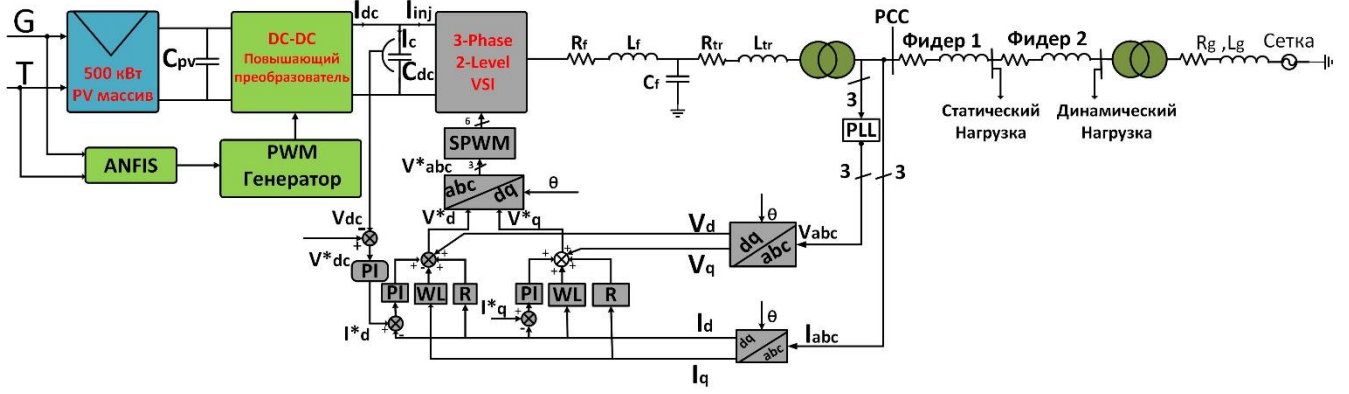 G
T
500 кВт
PV массив
Cpv
DC-DC
Повышающий
преобразователь
Idc
Iinj
Ic
Cdc
3-Phase
2-Level
VSI
Rf
Lf
Cf
Rtr
Ltr
PCC
Фидер 1
Фидер 2
Rg ,Lg
Сетка
Статический
Нагрузка
Динамический
Нагрузка
3
PLL
3
3
ANFIS
PWM
Генератор
6
SPWM
3
V*abc
abc
dq
θ
V*d
V*q
Vdc
-
+
V*dc
PI
+
-
+
+
+
+
+
+
Vd
Vq
θ
dq
abc
Vabc
PI
WL
R
I*q
PI
WL
R
I*d
+
-
+
-
Id
Iq
θ
dq
abc
Iabc